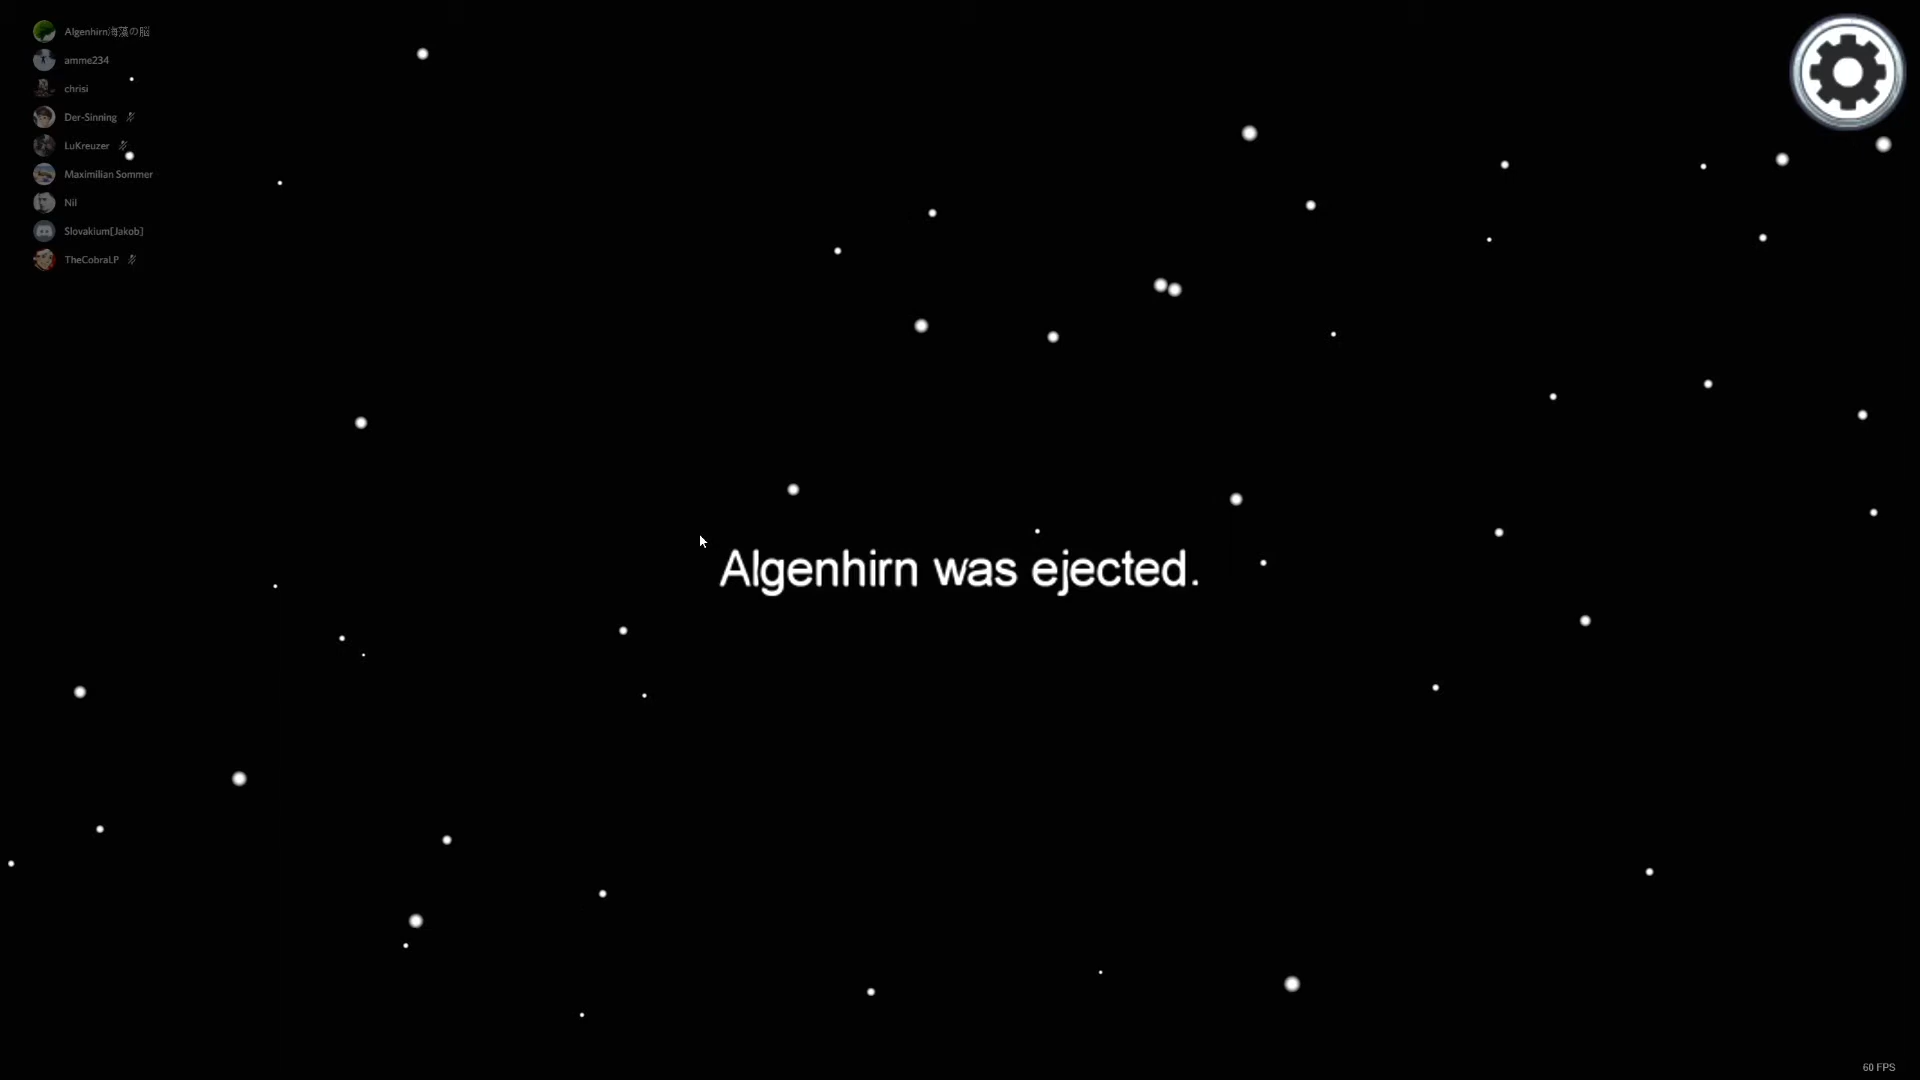 Algenhirn海藻の脳
amme234
chrisi
Der-Sinning
LuKreuzer
Maximilian Sommer
Nil
Slovakium[Jakob]
TheCobraLP
Algenhirn was ejected.
60 FPS